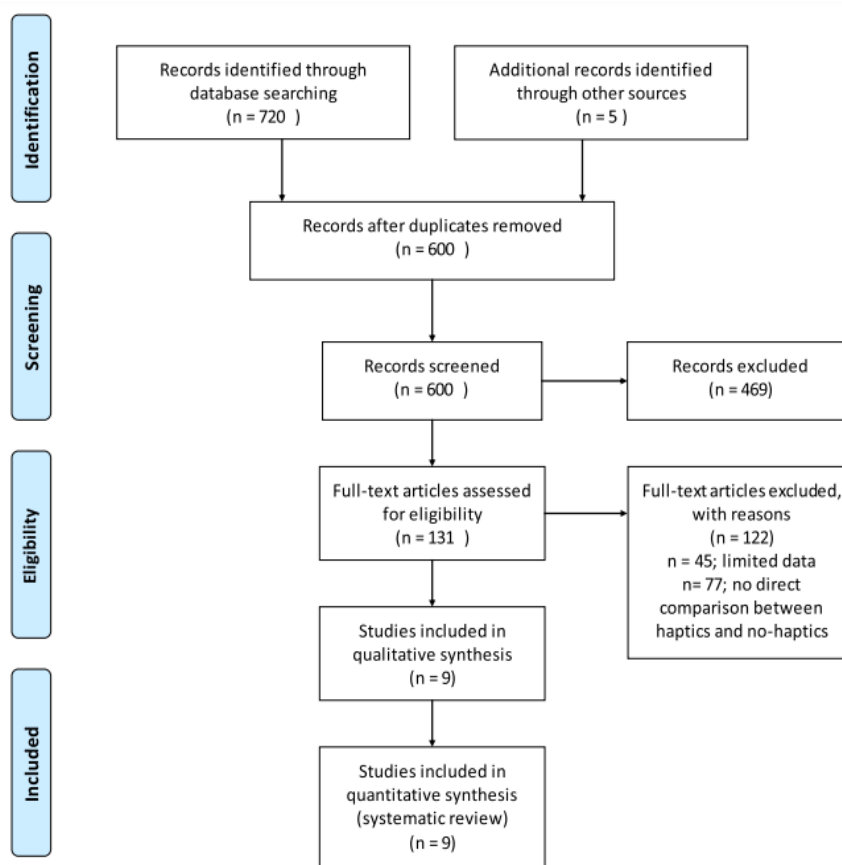 Identification
Records identified through
database searching
(n = 720 )
Additional records identified
through other sources
(n = 5 )
Records after duplicates removed
(n = 600 )
Screening
Records screened
(n = 600 )
Records excluded
(n = 469)
Eligibility
Full-text articles assessed
for eligibility
(n = 131 )
Full-text articles excluded,
with reasons
(n = 122)
n = 45; limited data
n= 77; no direct
comparison between
haptics and no-haptics
Studies included in
qualitative synthesis
(n = 9)
Included
Studies included in
quantitative synthesis
(systematic review)
(n = 9)